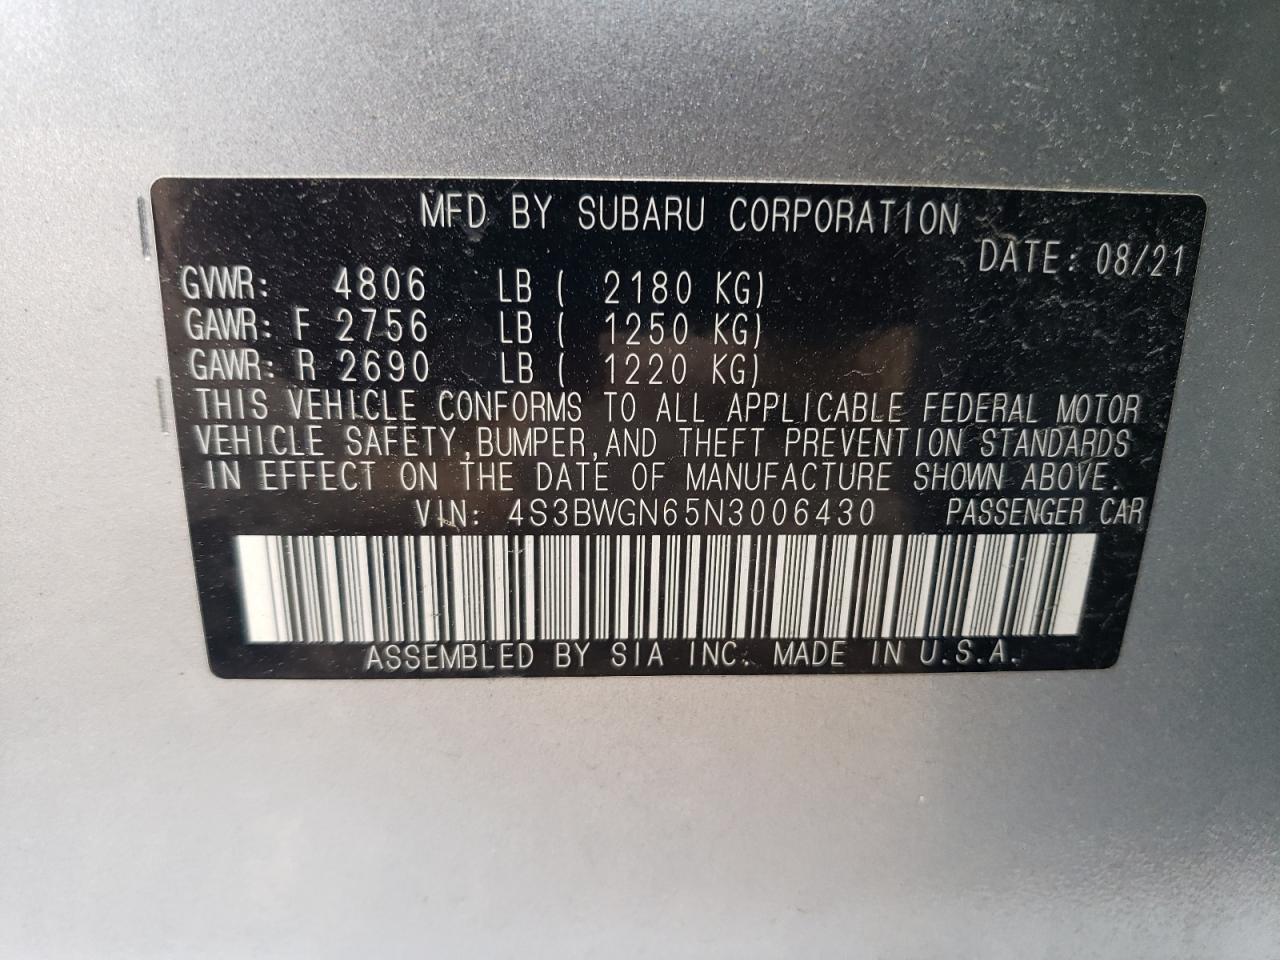 MFD BY SUBARU CORPORATION
DATE: 08/21
GVWR: 4806 LB ( 2180 KG)
GAWR: F 2756 LB ( 1250 KG)
GAWR: R 2690 LB ( 1220 KG)
THIS VEHICLE CONFORMS TO ALL APPLICABLE FEDERAL MOTOR
VEHICLE SAFETY,BUMPER,AND THEFT PREVENTION STANDARDS
IN EFFECT ON THE DATE OF MANUFACTURE SHOWN ABOVE.
VIN: 4S3BWGN65N3006430 PASSENGER CAR
ASSEMBLED BY SIA INC. MADE IN U.S.A.